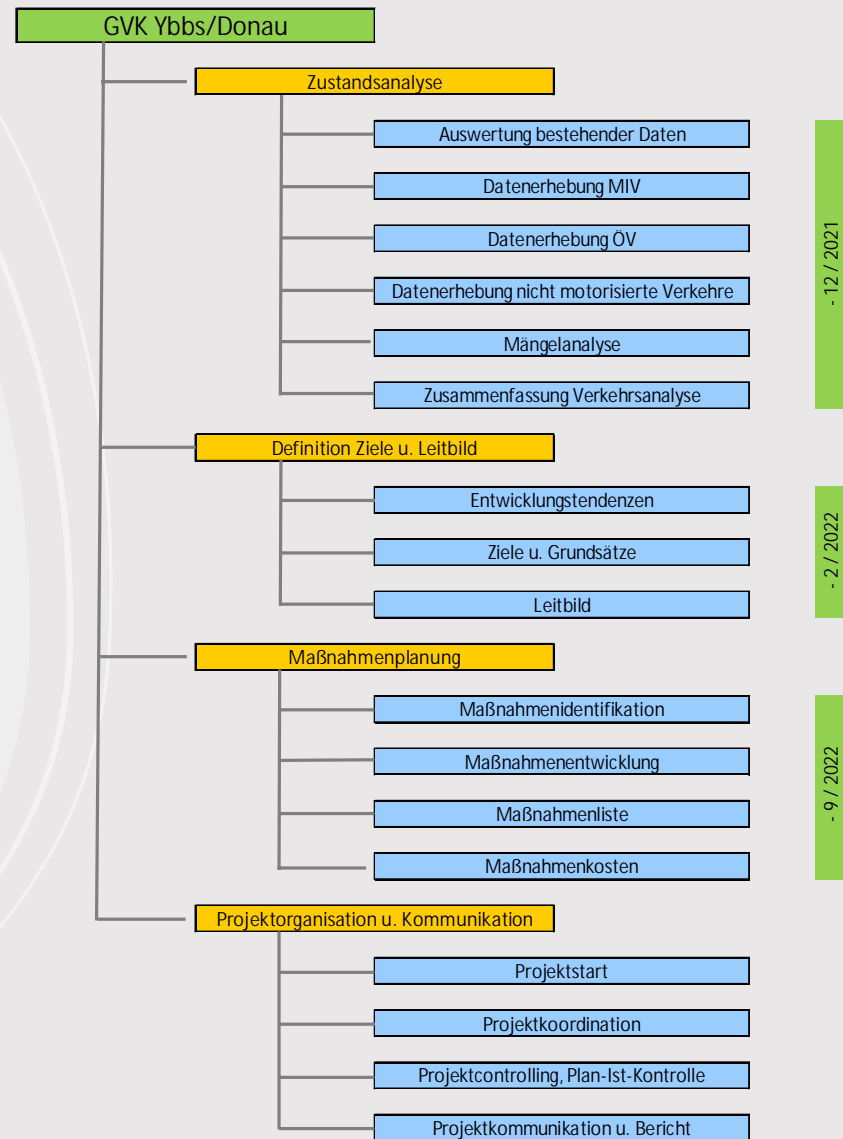 GVK Ybbs/Donau
Zustandsanalyse
Auswertung bestehender Daten
Datenerhebung MIV
Datenerhebung ÖV
Datenerhebung nicht motorisierte Verkehre
Mängelanalyse
Zusammenfassung Verkehrsanalyse
- 12 / 2021
Definition Ziele u. Leitbild
Entwicklungstendenzen
Ziele u. Grundsätze
Leitbild
- 2 / 2022
Maßnahmenplanung
Maßnahmenidentifikation
Maßnahmenentwicklung
Maßnahmenliste
Maßnahmenkosten
- 9 / 2022
Projektorganisation u. Kommunikation
Projektstart
Projektkoordination
Projektcontrolling, Plan-Ist-Kontrolle
Projektkommunikation u. Bericht